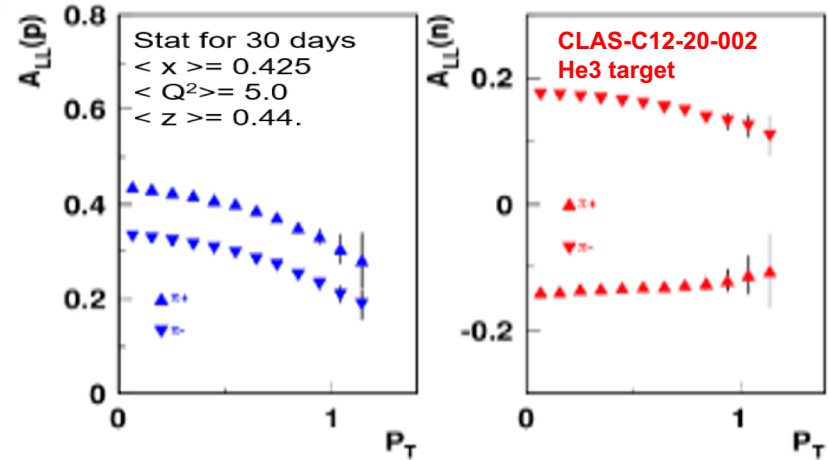 A_LL(p)
0.8
0.6
0.4
0.2
0
0
1
P_T
Stat for 30 days
< x >= 0.425
< Q²>= 5.0
< z >= 0.44.
π+
π-
A_LL(n)
0.2
0
-0.2
0
1
P_T
CLAS-C12-20-002
He3 target
π+
π-